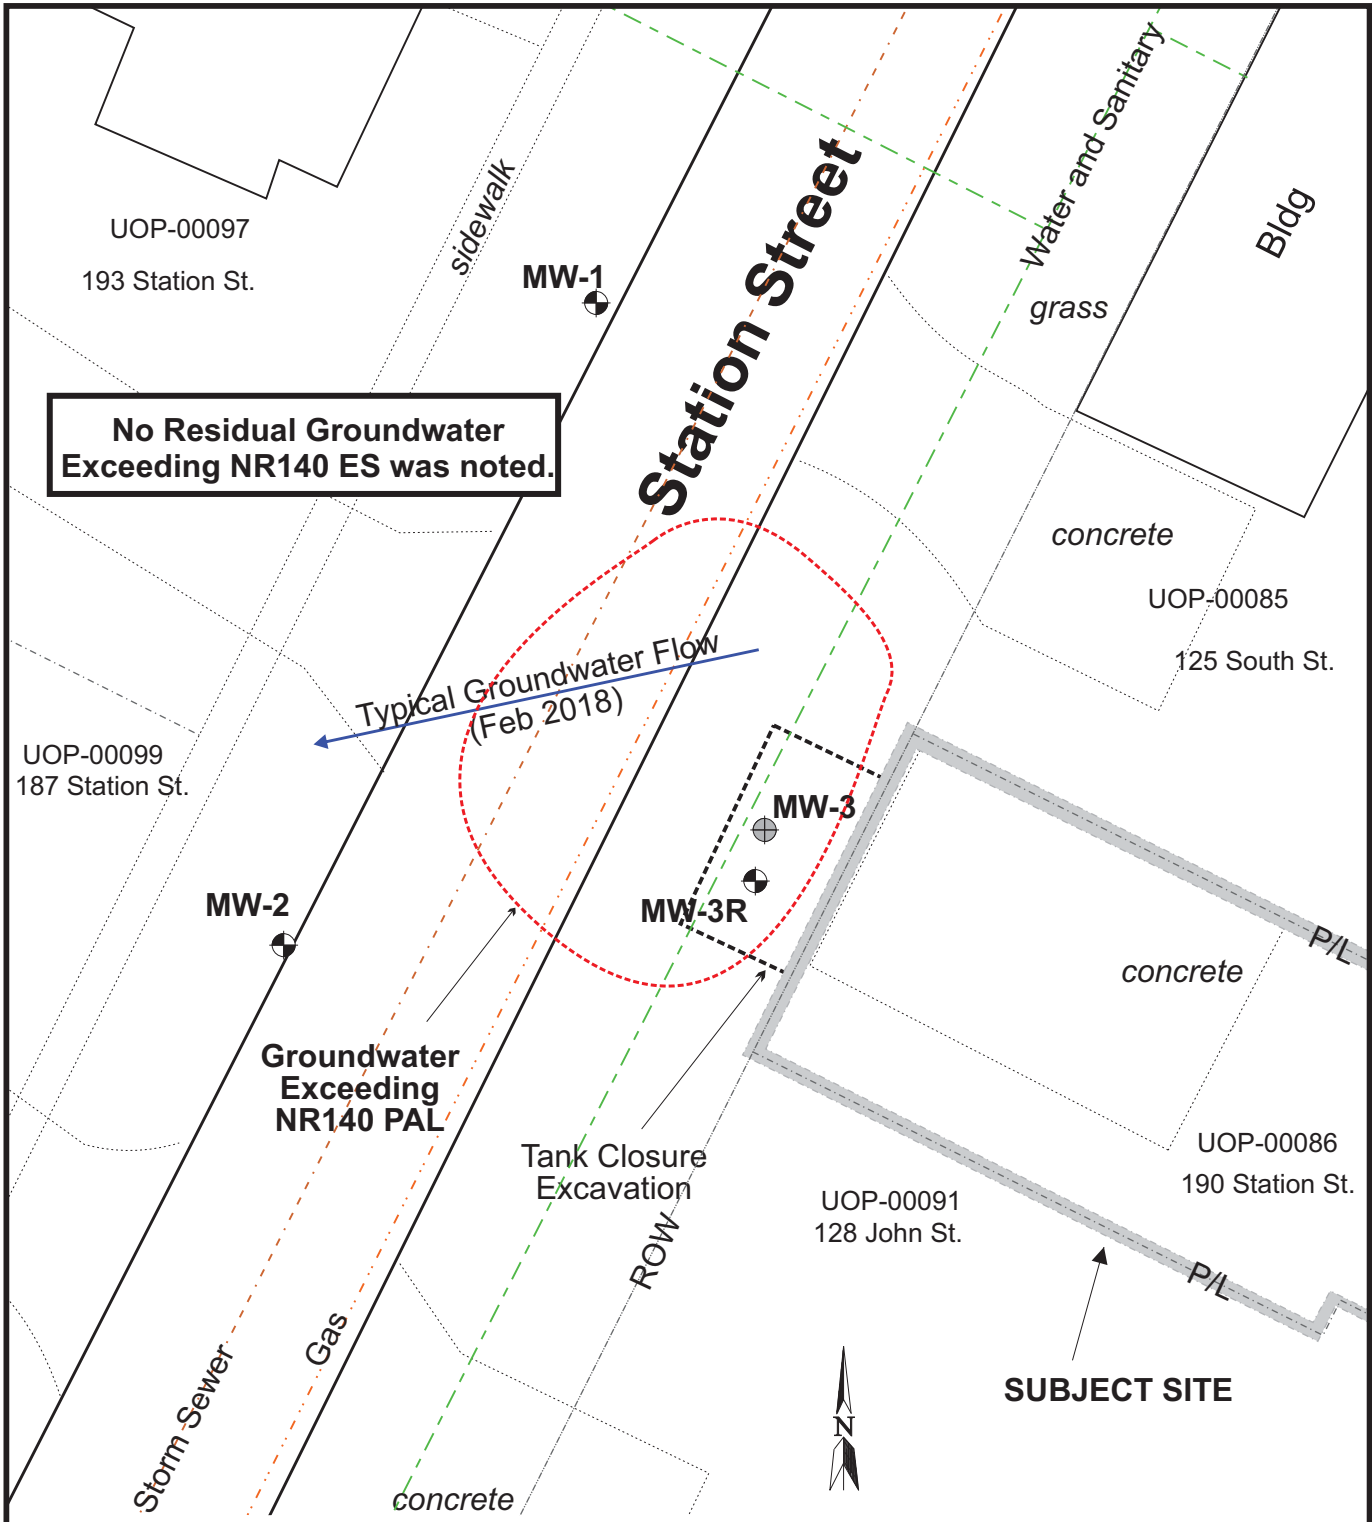 Water and Sanitary
Station Street
sidewalk
Bldg
UOP-00097
193 Station St.
MW-1
grass
No Residual Groundwater
Exceeding NR140 ES was noted.
concrete
UOP-00085
125 South St.
Typical Groundwater Flow
(Feb 2018)
UOP-00099
187 Station St.
MW-3
MW-2
MW-3R
P/L
concrete
Groundwater
Exceeding
NR140 PAL
Tank Closure
Excavation
UOP-00086
190 Station St.
UOP-00091
128 John St.
ROW
P/L
Gas
Storm Sewer
SUBJECT SITE
N
concrete